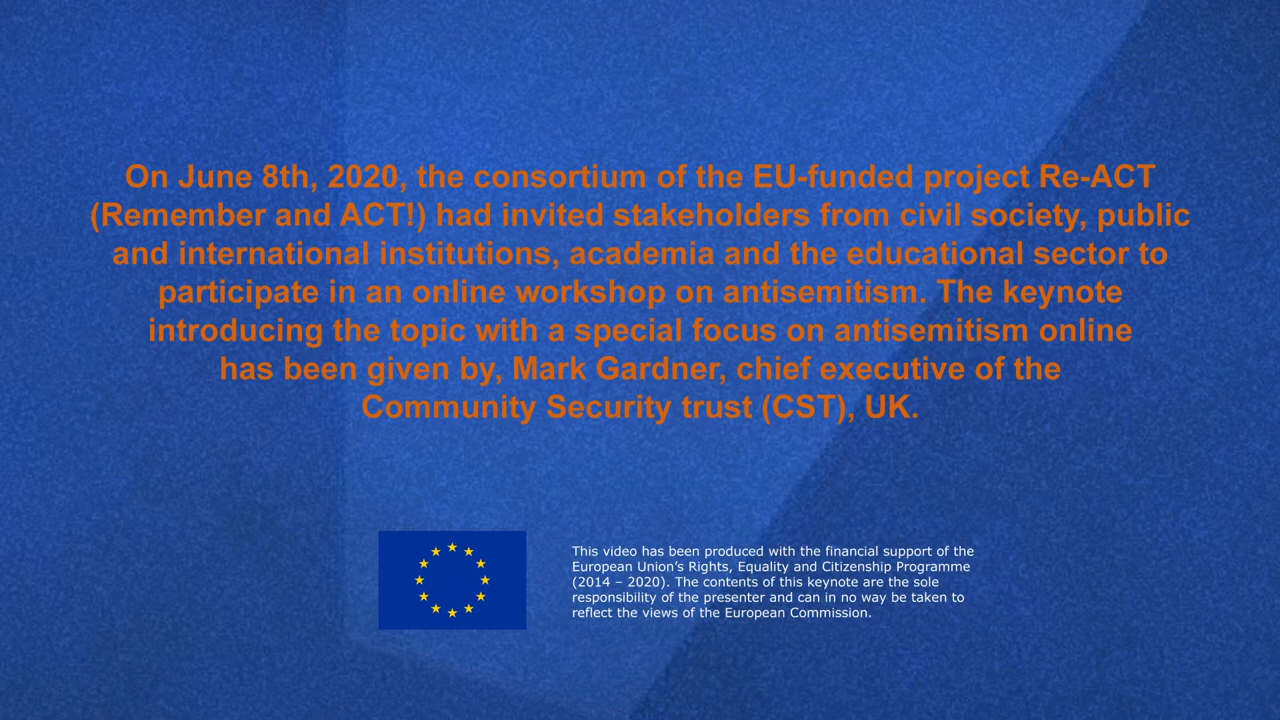 On June 8th, 2020, the consortium of the EU-funded project Re-ACT
(Remember and ACT!) had invited stakeholders from civil society, public
and international institutions, academia and the educational sector to
participate in an online workshop on antisemitism. The keynote
introducing the topic with a special focus on antisemitism online
has been given by, Mark Gardner, chief executive of the
Community Security trust (CST), UK.
This video has been produced with the financial support of the
European Union’s Rights, Equality and Citizenship Programme
(2014 – 2020). The contents of this keynote are the sole
responsibility of the presenter and can in no way be taken to
reflect the views of the European Commission.